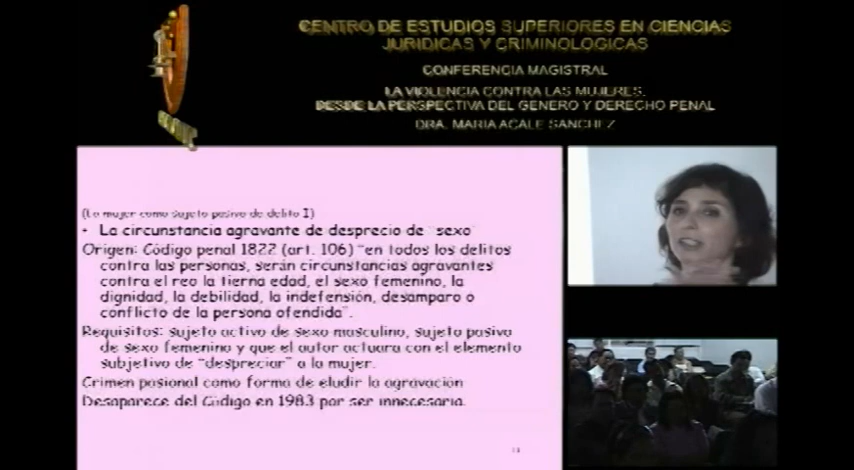 CENTRO DE ESTUDIOS SUPERIORES EN CIENCIAS
JURIDICAS Y CRIMINOLOGICAS
CONFERENCIA MAGISTRAL
LA VIOLENCIA CONTRA LAS MUJERES.
DESDE LA PERSPECTIVA DEL GENERO Y DERECHO PENAL
DRA. MARIA ACALE SANCHEZ
(La mujer como sujeto pasivo de delito I)
• La circunstancia agravante de desprecio de "sexo"
Origen: Código penal 1822 (art. 106) "en todos los delitos
contra las personas, serán circunstancias agravantes
contra el reo la tierna edad, el sexo femenino, la
dignidad, la debilidad, la indefensión, desamparo o
conflicto de la persona ofendida".
Requisitos: sujeto activo de sexo masculino, sujeto pasivo
de sexo femenino y que el autor actuara con el elemento
subjetivo de "despreciar" a la mujer.
Crimen pasional como forma de eludir la agravación
Desaparece del Código en 1983 por ser innecesaria.